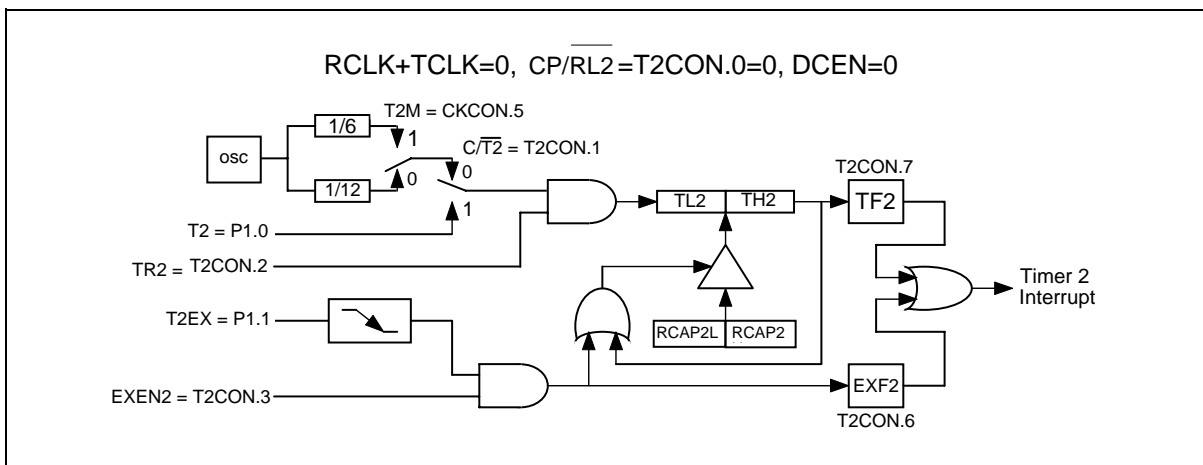 RCLK+TCLK=0, CP/RL2=T2CON.0=0, DCEN=0
T2M = CKCON.5
1/6
1
C/T2 = T2CON.1
osc
0
0
1/12
1
T2CON.7
TL2
TH2
TF2
T2 = P1.0
TR2 = T2CON.2
Timer 2
Interrupt
T2EX = P1.1
RCAP2L
RCAP2
EXEN2 = T2CON.3
EXF2
T2CON.6